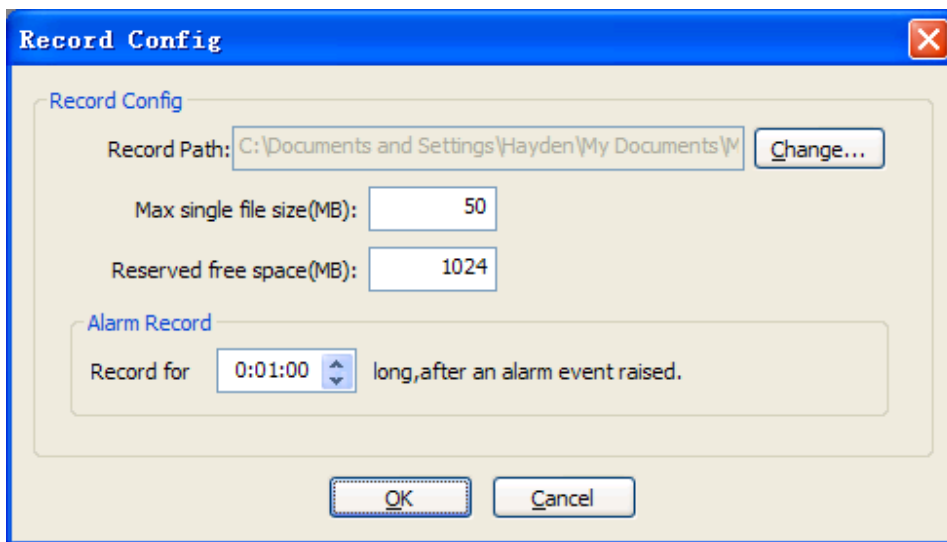 Record Config
Record Config
Record Path: C:\Documents and Settings\Hayden\My Documents\M Change...
Max single file size(MB): 50
Reserved free space(MB): 1024
Alarm Record
Record for 0:01:00 long,after an alarm event raised.
OK Cancel